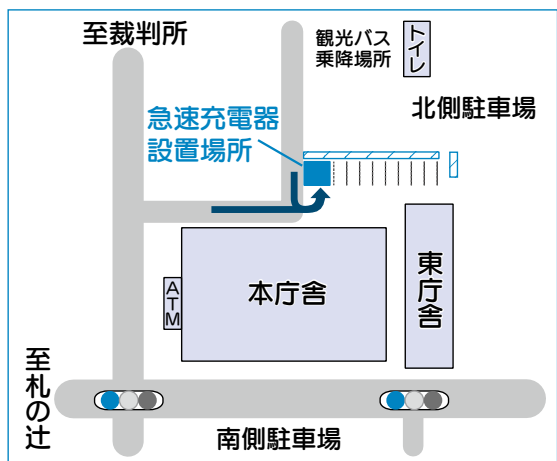 至裁判所
観光バス
乗降場所
トイレ
北側駐車場
急速充電器
設置場所
本庁舎
東庁舎
ATM
至札の辻
南側駐車場